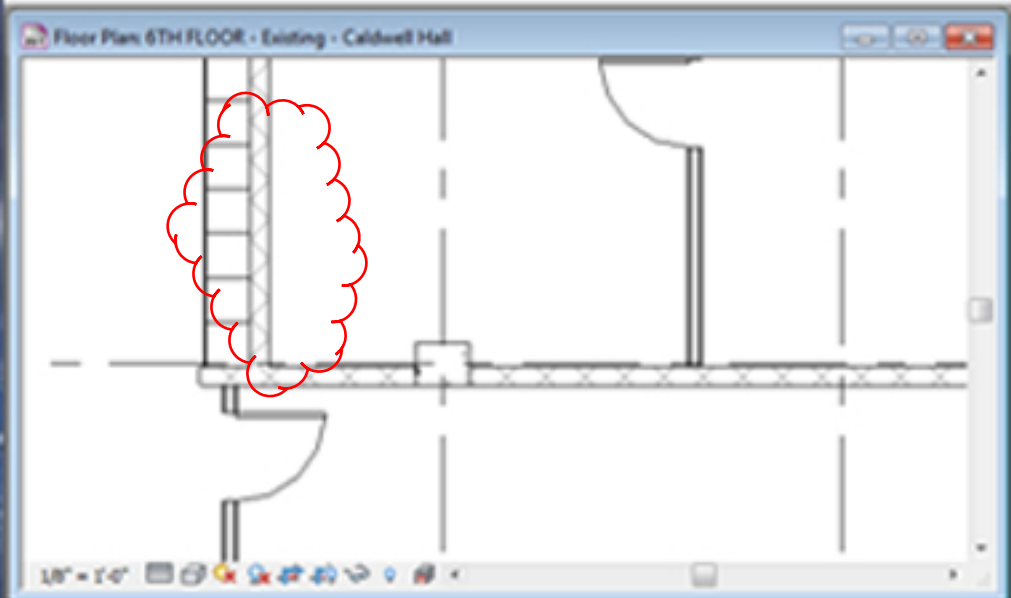 Floor Plan: 6TH FLOOR - Existing - Caldwell Hall
1/8" = 1'-0"